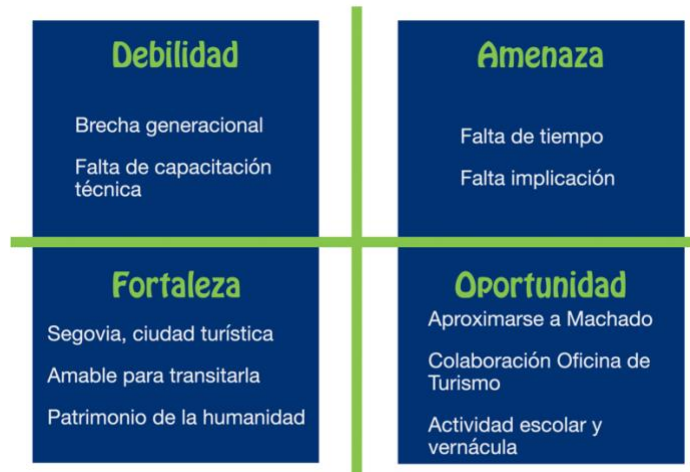 Debilidad
Brecha generacional
Falta de capacitación
técnica
Amenaza
Falta de tiempo
Falta implicación
Fortaleza
Segovia, ciudad turística
Amable para transitarla
Patrimonio de la humanidad
Oportunidad
Aproximarse a Machado
Colaboración Oficina de
Turismo
Actividad escolar y
vernácula